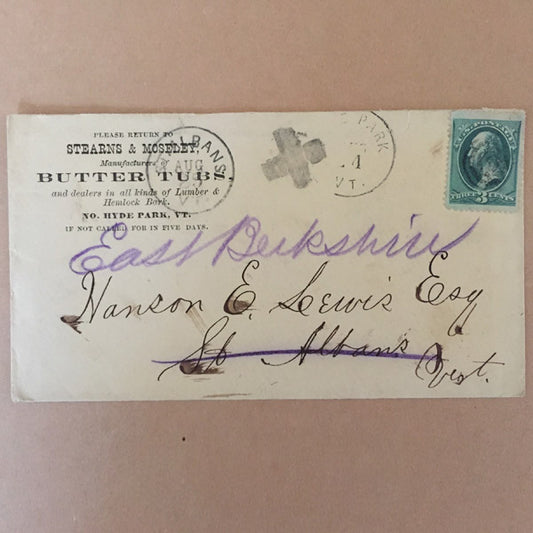 PLEASE RETURN TO
STEARNS & MOSELEY,
Manufacturers
BUTTER TUBS,
and dealers in all kinds of Lumber &
Hemlock Bark.
NO. HYDE PARK, VT.
IF NOT CALLED FOR IN FIVE DAYS.
ALBANS
AUG
PARK
VT.
U.S. POSTAGE
THREE 3 CENTS
East Berkshire
Hanson E. Lewis Esq
St Albans
Vert.